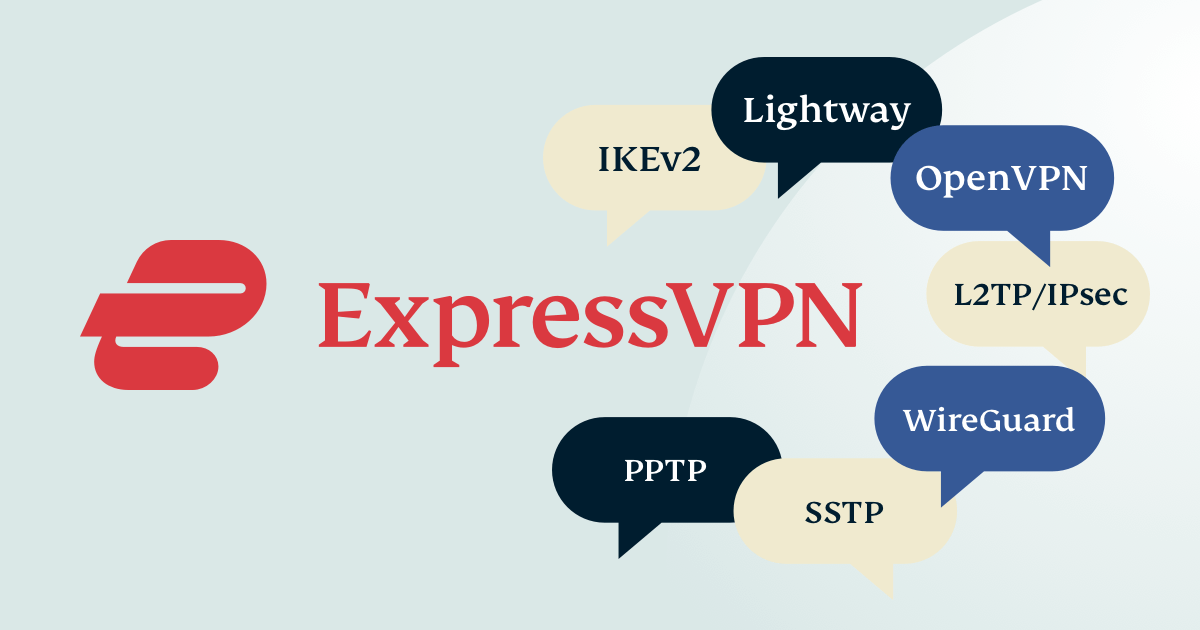 Lightway
IKEv2
OpenVPN
L2TP/IPsec
ExpressVPN
WireGuard
PPTP
SSTP